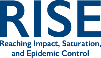 RISE
Reaching Impact, Saturation,
and Epidemic Control